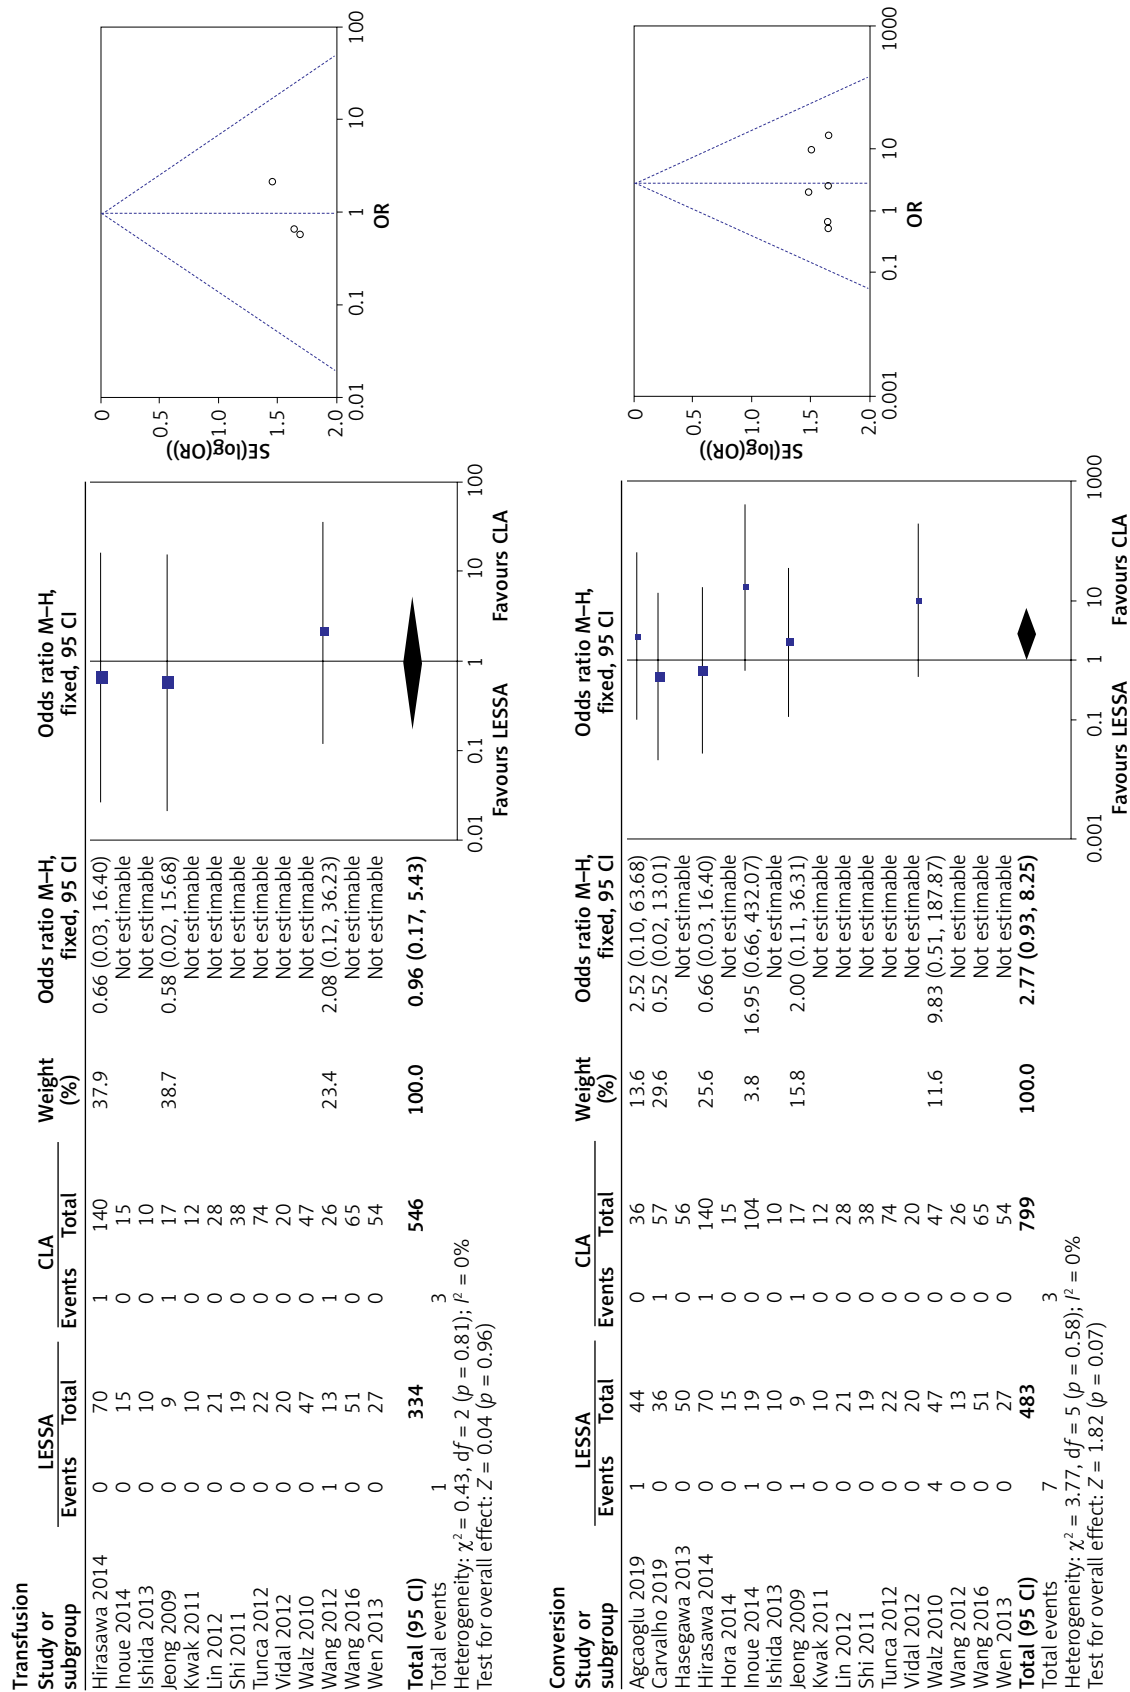 Transfusion
Study or subgroup LESSA CLA Weight (%) Odds ratio M–H, fixed, 95 CI Odds ratio M–H, fixed, 95 CI
Events Total Events Total
Hirasawa 2014 0 70 1 140 37.9 0.66 (0.03, 16.40)
Inoue 2014 0 15 0 15 Not estimable
Ishida 2013 0 10 0 10 Not estimable
Jeong 2009 0 9 1 17 38.7 0.58 (0.02, 15.68)
Kwak 2011 0 10 0 12 Not estimable
Lin 2012 0 21 0 28 Not estimable
Shi 2011 0 19 0 38 Not estimable
Tunca 2012 0 22 0 74 Not estimable
Vidal 2012 0 20 0 20 Not estimable
Walz 2010 0 47 0 47 Not estimable
Wang 2012 1 13 1 26 23.4 2.08 (0.12, 36.23)
Wang 2016 0 51 0 65 Not estimable
Wen 2013 0 27 0 54 Not estimable
Total (95 CI) 334 546 100.0 0.96 (0.17, 5.43)
Total events 1 3
Heterogeneity: χ² = 0.43, df = 2 (p = 0.81); I² = 0%
Test for overall effect: Z = 0.04 (p = 0.96)
0.01 0.1 1 10 100
Favours LESSA Favours CLA
SE(log(OR))
0
0.5
1.0
1.5
2.0
0.01 0.1 1 10 100
OR
Conversion
Study or subgroup LESSA CLA Weight (%) Odds ratio M–H, fixed, 95 CI Odds ratio M–H, fixed, 95 CI
Events Total Events Total
Agcaoglu 2019 1 44 0 36 13.6 2.52 (0.10, 63.68)
Carvalho 2019 0 36 1 57 29.6 0.52 (0.02, 13.01)
Hasegawa 2013 0 50 0 56 Not estimable
Hirasawa 2014 0 70 1 140 25.6 0.66 (0.03, 16.40)
Hora 2014 0 15 0 15 Not estimable
Inoue 2014 1 19 0 104 3.8 16.95 (0.66, 432.07)
Ishida 2013 0 10 0 10 Not estimable
Jeong 2009 1 9 1 17 15.8 2.00 (0.11, 36.31)
Kwak 2011 0 10 0 12 Not estimable
Lin 2012 0 21 0 28 Not estimable
Shi 2011 0 19 0 38 Not estimable
Tunca 2012 0 22 0 74 Not estimable
Vidal 2012 0 20 0 20 Not estimable
Walz 2010 4 47 0 47 11.6 9.83 (0.51, 187.87)
Wang 2012 0 13 0 26 Not estimable
Wang 2016 0 51 0 65 Not estimable
Wen 2013 0 27 0 54 Not estimable
Total (95 CI) 483 799 100.0 2.77 (0.93, 8.25)
Total events 7 3
Heterogeneity: χ² = 3.77, df = 5 (p = 0.58); I² = 0%
Test for overall effect: Z = 1.82 (p = 0.07)
0.001 0.1 1 10 1000
Favours LESSA Favours CLA
SE(log(OR))
0
0.5
1.0
1.5
2.0
0.001 0.1 1 10 1000
OR